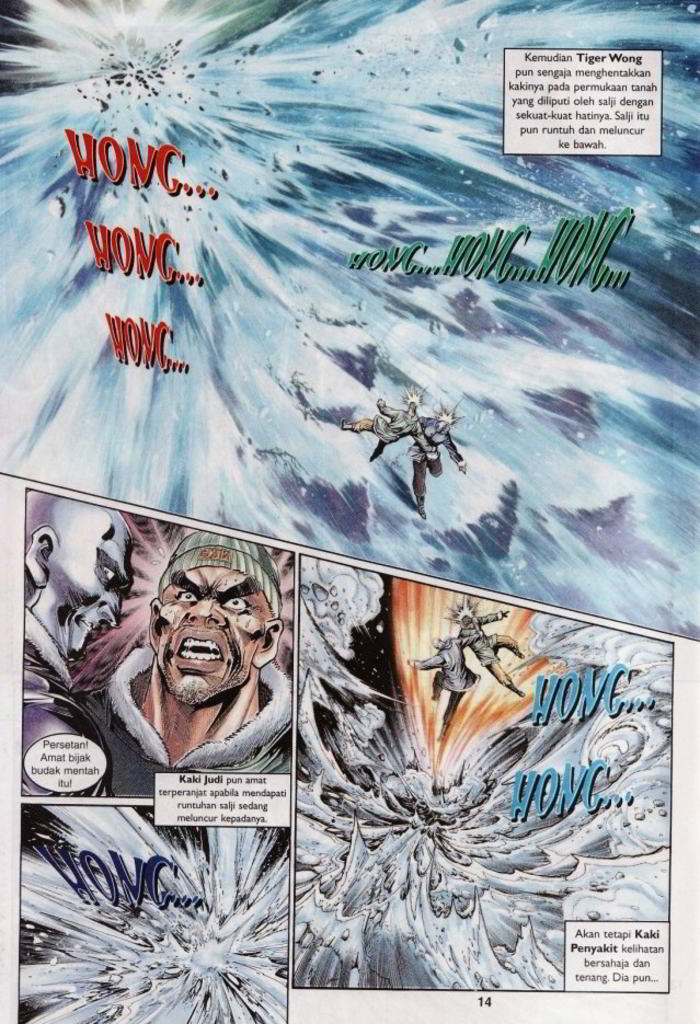 Kemudian Tiger Wong
pun sengaja menghentakkan
kakinya pada permukaan tanah
yang diliputi oleh salji dengan
sekuat-kuat hatinya. Salji itu
pun runtuh dan meluncur
ke bawah.
HONG...
HONG...
HONG...
HONG...HONG...HONG...
Persetan!
Amat bijak
budak mentah
itu!
Kaki Judi pun amat
terperanjat apabila mendapati
runtuhan salji sedang
meluncur kepadanya.
HONG...
HONG...
HONG...
Akan tetapi Kaki
Penyakit kelihatan
bersahaja dan
tenang. Dia pun...
14